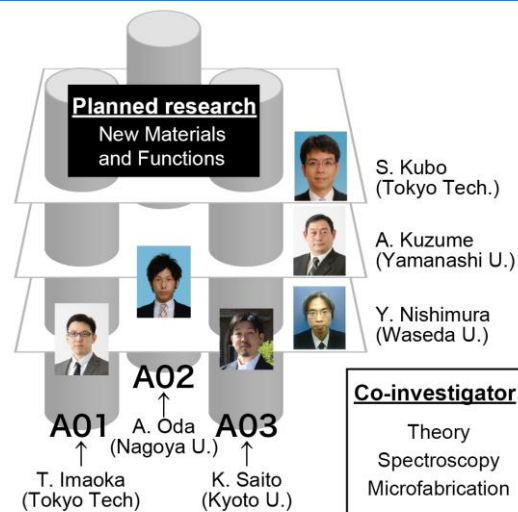 Planned research
New Materials
and Functions
S. Kubo
(Tokyo Tech.)
A. Kuzume
(Yamanashi U.)
Y. Nishimura
(Waseda U.)
A01
A02
A03
A. Oda
(Nagoya U.)
T. Imaoka
(Tokyo Tech)
K. Saito
(Kyoto U.)
Co-investigator
Theory
Spectroscopy
Microfabrication